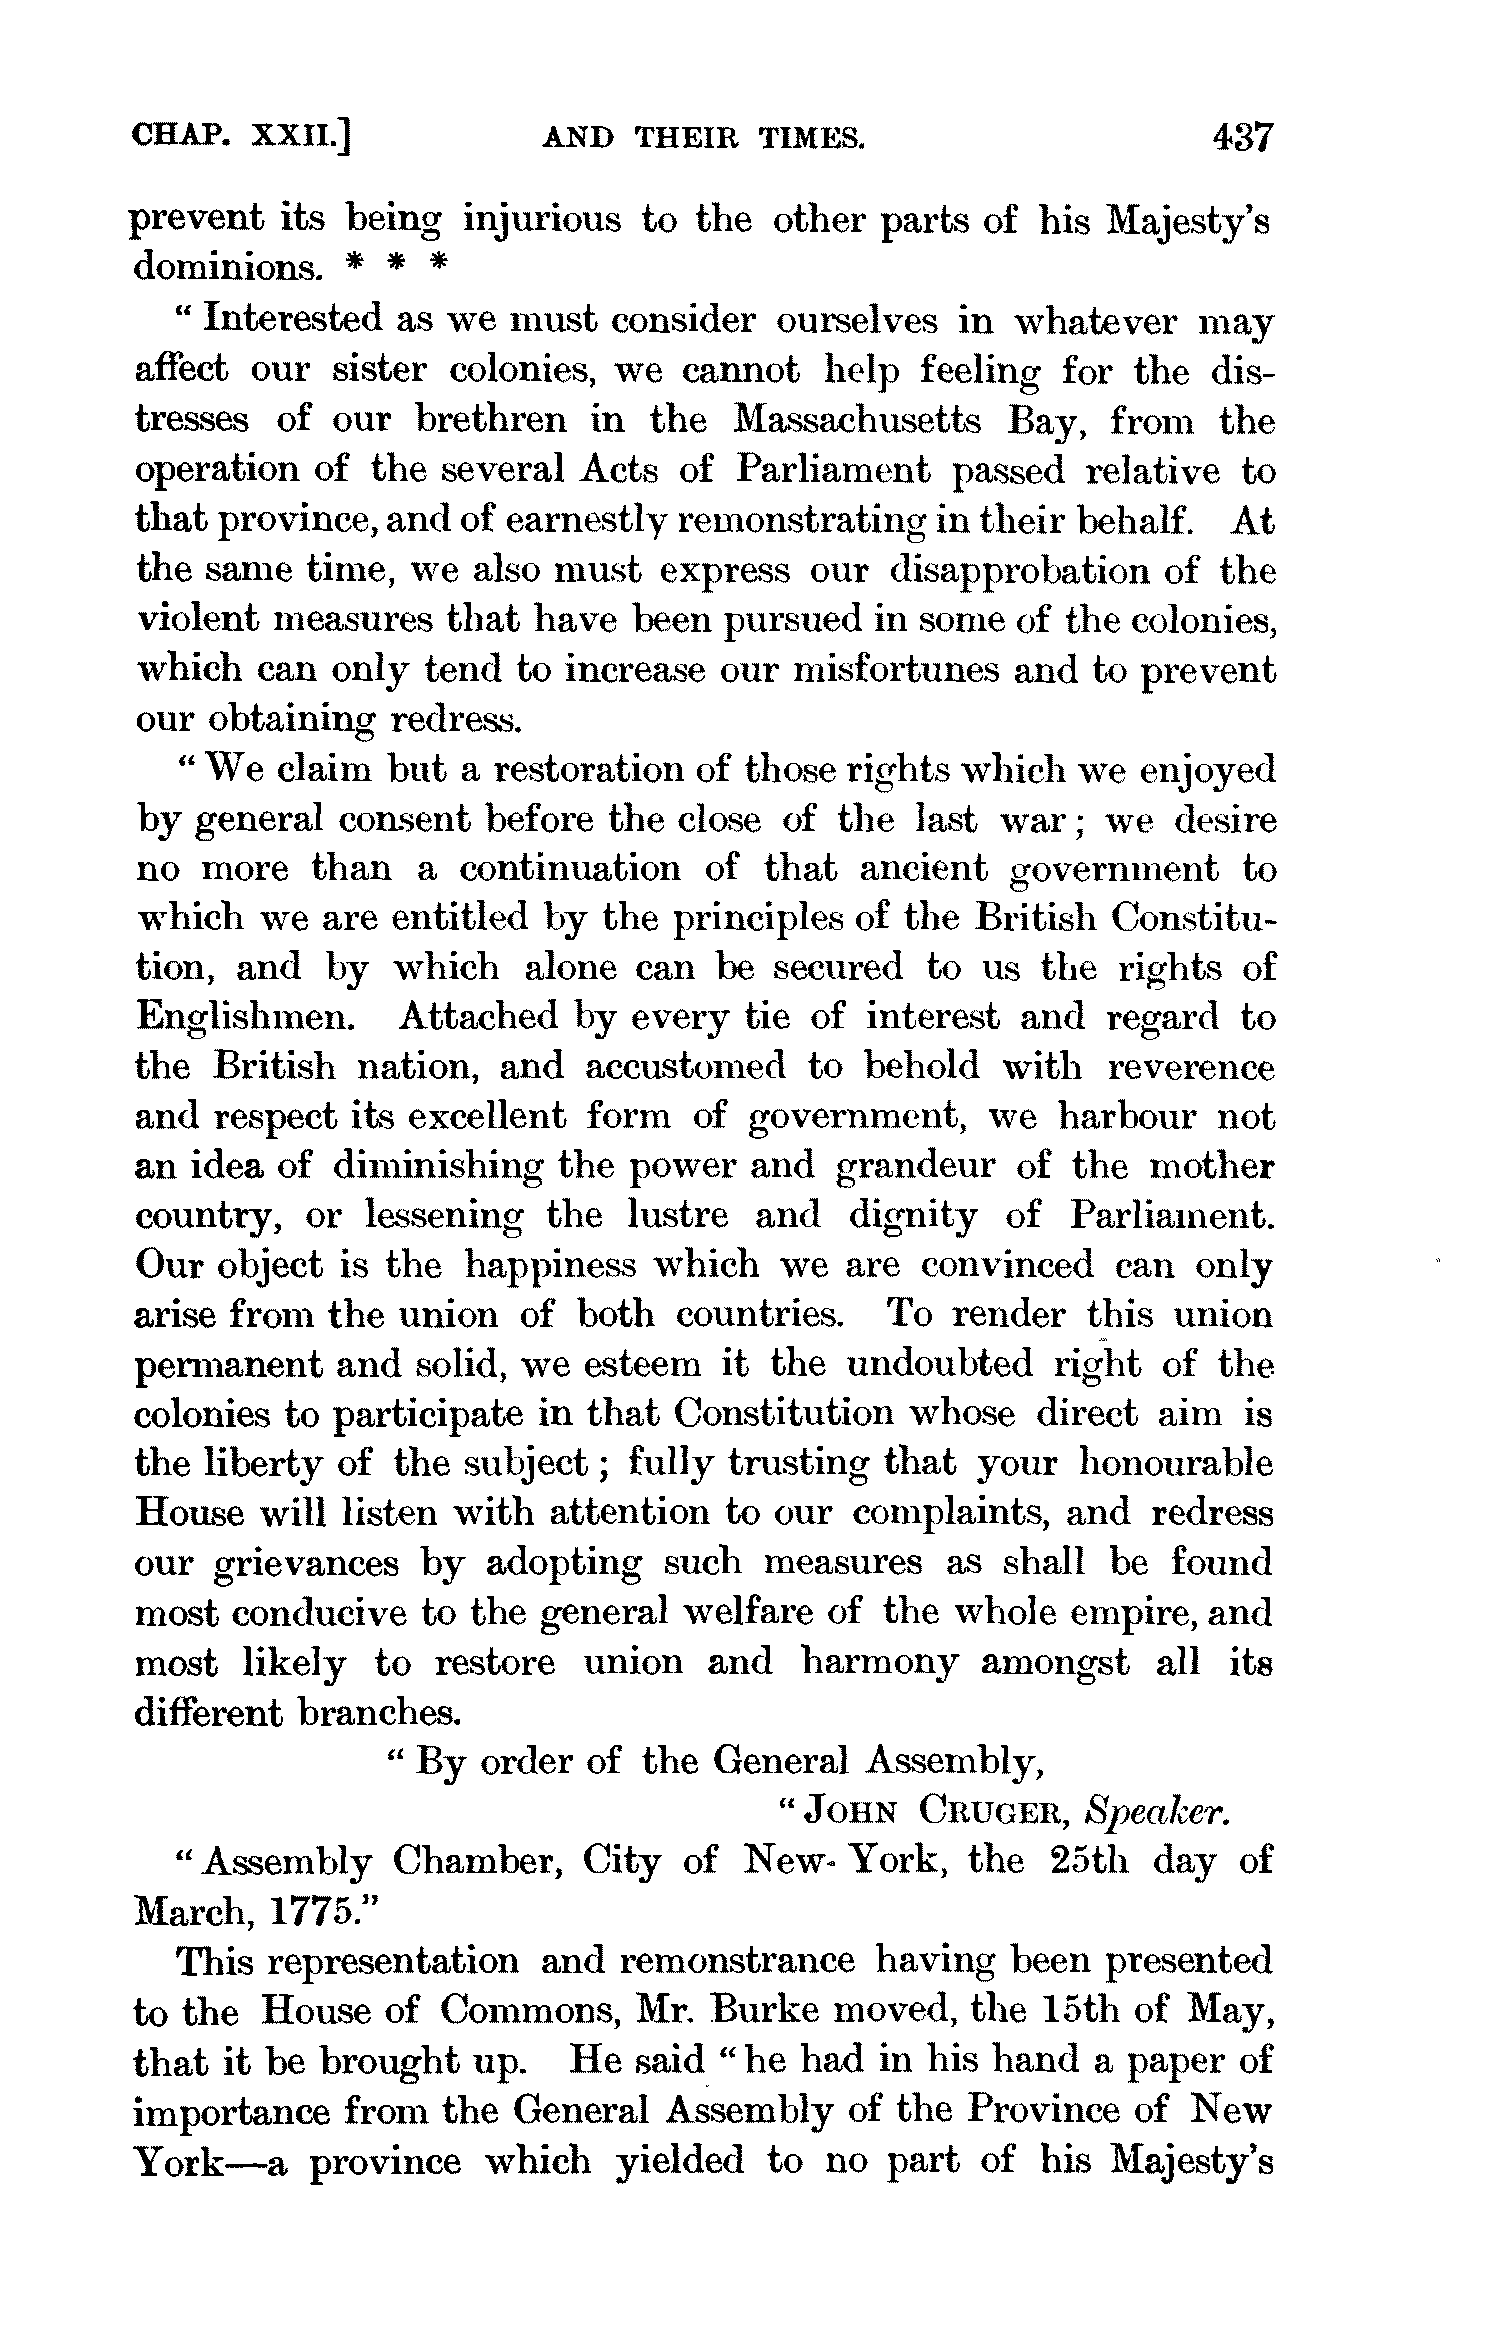 CHAP. XXII.] AND THEIR TIMES. 437
prevent its being injurious to the other parts of his Majesty's
dominions. * * *
" Interested as we must consider ourselves in whatever may
affect our sister colonies, we cannot help feeling for the dis-
tresses of our brethren in the Massachusetts Bay, from the
operation of the several Acts of Parliament passed relative to
that province, and of earnestly remonstrating in their behalf. At
the same time, we also must express our disapprobation of the
violent measures that have been pursued in some of the colonies,
which can only tend to increase our misfortunes and to prevent
our obtaining redress.
" We claim but a restoration of those rights which we enjoyed
by general consent before the close of the last war; we desire
no more than a continuation of that ancient government to
which we are entitled by the principles of the British Constitu-
tion, and by which alone can be secured to us the rights of
Englishmen. Attached by every tie of interest and regard to
the British nation, and accustomed to behold with reverence
and respect its excellent form of government, we harbour not
an idea of diminishing the power and grandeur of the mother
country, or lessening the lustre and dignity of Parliament.
Our object is the happiness which we are convinced can only
arise from the union of both countries. To render this union
permanent and solid, we esteem it the undoubted right of the
colonies to participate in that Constitution whose direct aim is
the liberty of the subject; fully trusting that your honourable
House will listen with attention to our complaints, and redress
our grievances by adopting such measures as shall be found
most conducive to the general welfare of the whole empire, and
most likely to restore union and harmony amongst all its
different branches.
" By order of the General Assembly,
" JOHN CRUGER, Speaker.
" Assembly Chamber, City of New- York, the 25th day of
March, 1775."
This representation and remonstrance having been presented
to the House of Commons, Mr. Burke moved, the 15th of May,
that it be brought up. He said "he had in his hand a paper of
importance from the General Assembly of the Province of New
York—a province which yielded to no part of his Majesty's